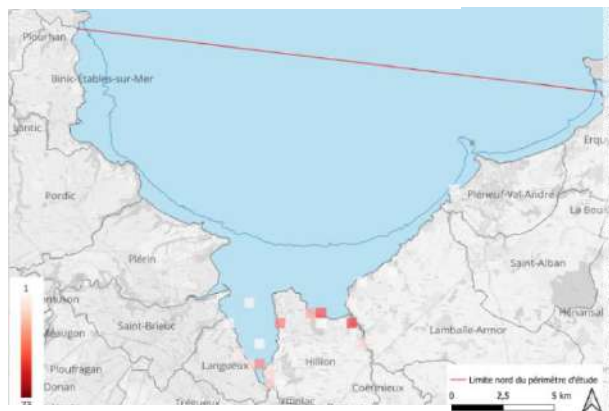 Plourhan
Binic-Étables-sur-Mer
Lantic
Erqu
Pordic
Pléneuf-Val-André
La Bou
Plérin
Saint-Alban
1
Hénansal
Saint-Brieuc
Lamballe-Armor
Ploufragan
Langueux
Hillion
Coëtmieux
Limite nord du périmètre d'étude
0 2,5 5 km